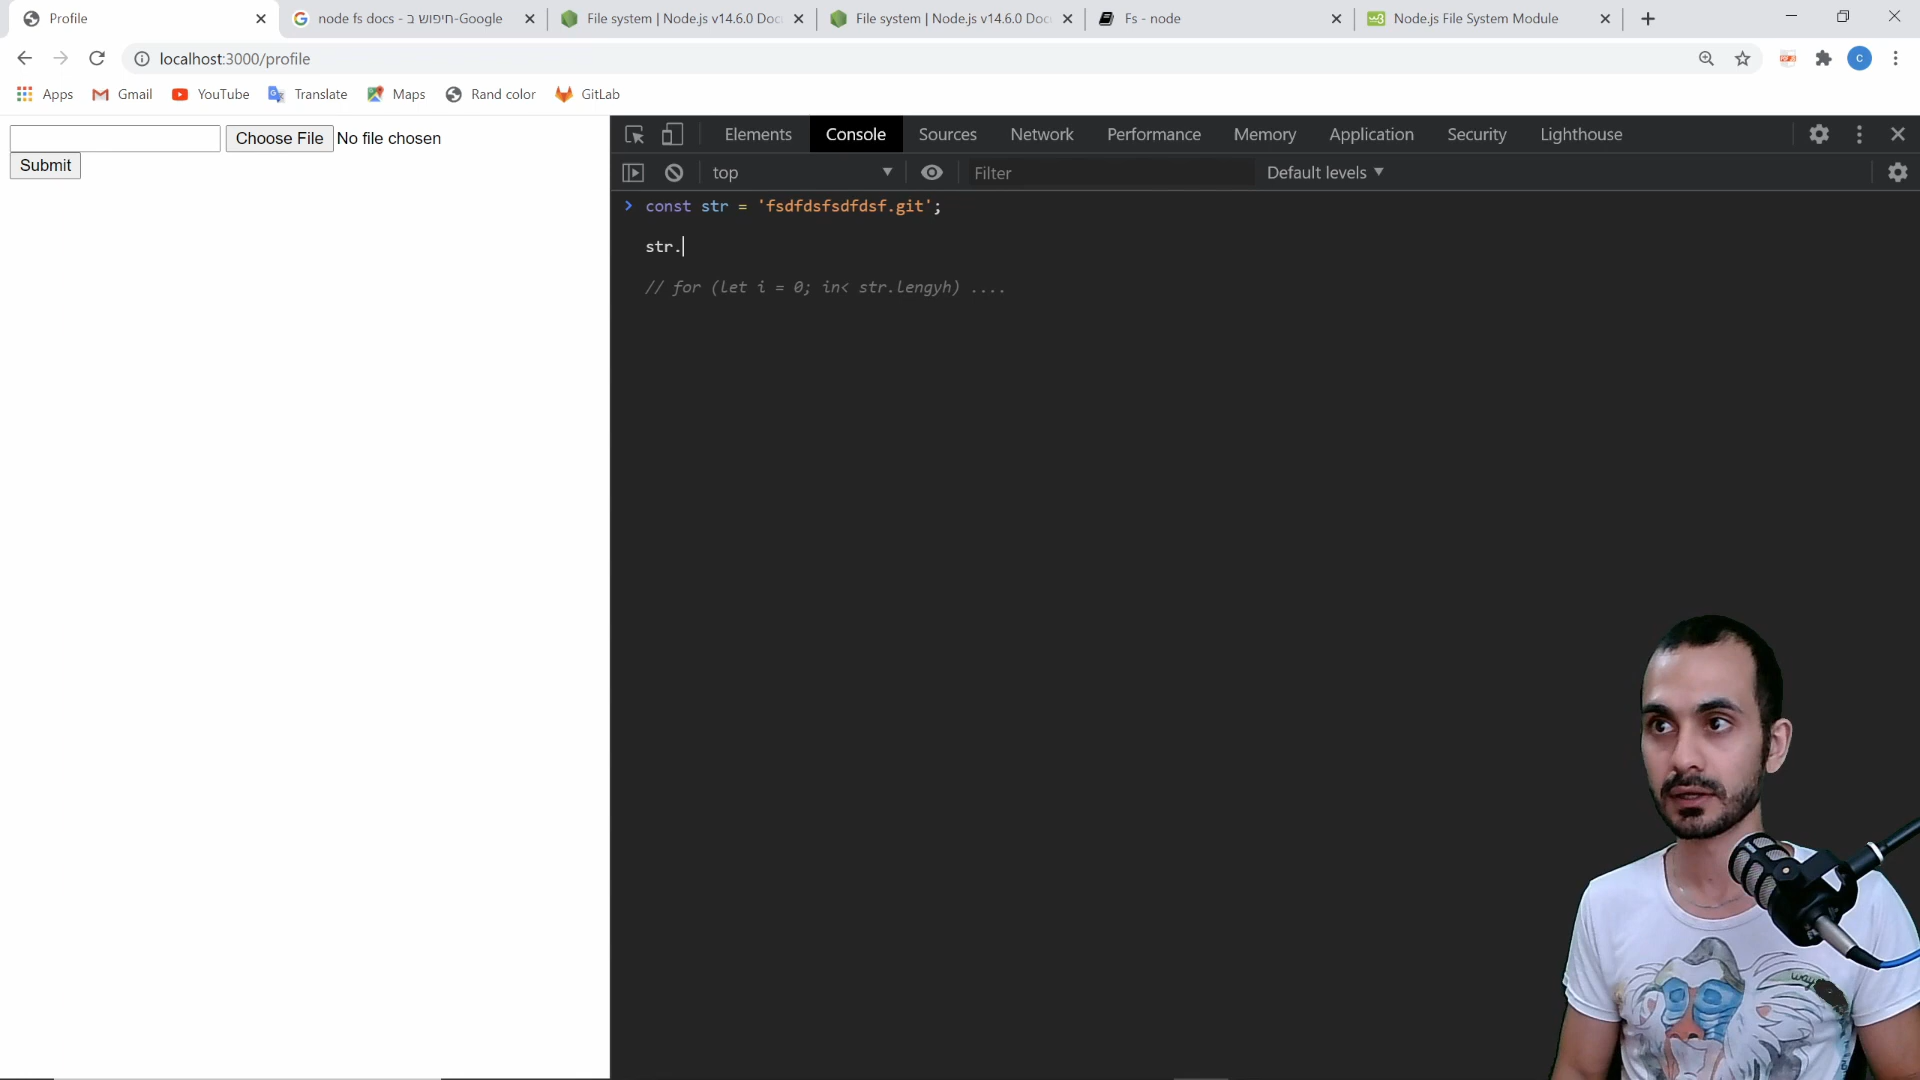 Profile
node fs docs - חיפוש ב-Google
File system | Node.js v14.6.0 Doc
File system | Node.js v14.6.0 Doc
Fs - node
w3
Node.js File System Module
localhost:3000/profile
C
Apps
Gmail
YouTube
Translate
Maps
Rand color
GitLab
Choose File
No file chosen
Submit
Elements
Console
Sources
Network
Performance
Memory
Application
Security
Lighthouse
top
Filter
Default levels
> const str = 'fsdfdsfsdfdsf.git';
str.
// for (let i = 0; in< str.lengyh) ....